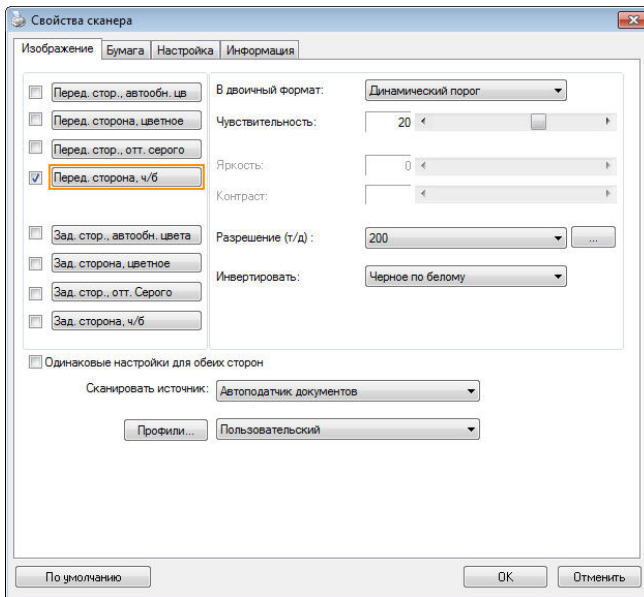 Свойства сканера
Изображение Бумага Настройка Информация
Перед. стор., автообн. цв
Перед. сторона, цветное
Перед. стор., отт. серого
Перед. сторона, ч/б
Зад. стор., автообн. цвета
Зад. сторона, цветное
Зад. стор., отт. Серого
Зад. сторона, ч/б
В двоичный формат: Динамический порог
Чувствительность: 20
Яркость: 0
Контраст:
Разрешение (т/д) : 200 ...
Инвертировать: Черное по белому
Одинаковые настройки для обеих сторон
Сканировать источник: Автоподатчик документов
Профили... Пользовательский
По умолчанию OK Отменить